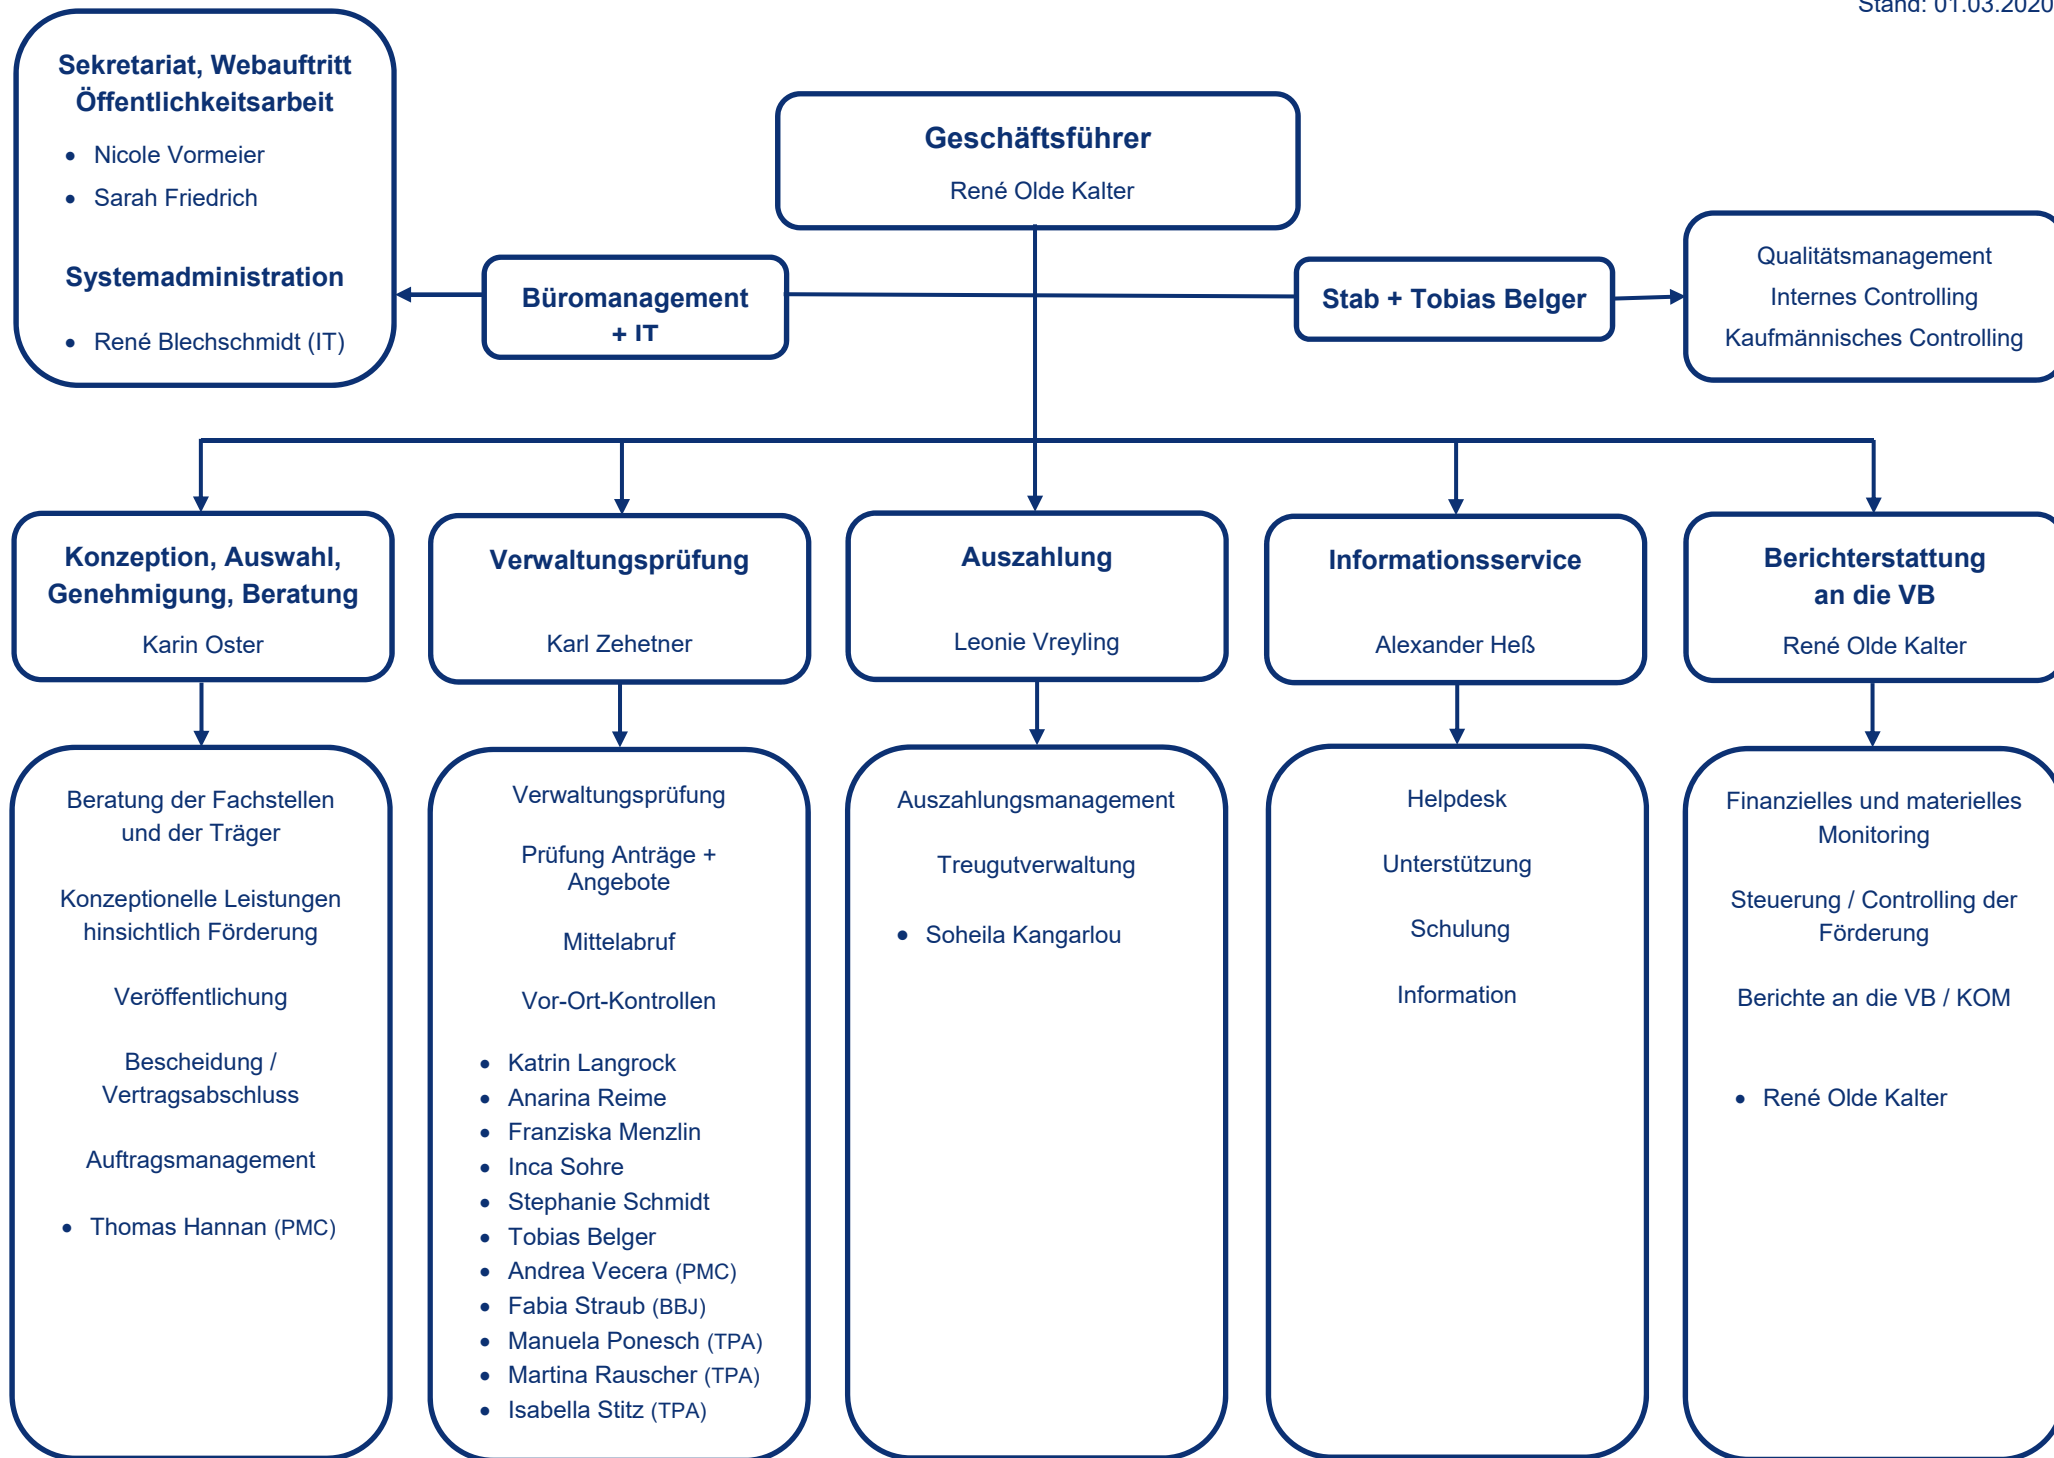 Stand: 01.03.2020
Sekretariat, Webauftritt
Öffentlichkeitsarbeit
• Nicole Vormeier
• Sarah Friedrich
Systemadministration
• René Blechschmidt (IT)
Geschäftsführer
René Olde Kalter
Büromanagement
+ IT
Stab + Tobias Belger
Qualitätsmanagement
Internes Controlling
Kaufmännisches Controlling
Konzeption, Auswahl,
Genehmigung, Beratung
Karin Oster
Verwaltungsprüfung
Karl Zehetner
Auszahlung
Leonie Vreyling
Informationsservice
Alexander Heß
Berichterstattung
an die VB
René Olde Kalter
Beratung der Fachstellen
und der Träger
Konzeptionelle Leistungen
hinsichtlich Förderung
Veröffentlichung
Bescheidung /
Vertragsabschluss
Auftragsmanagement
• Thomas Hannan (PMC)
Verwaltungsprüfung
Prüfung Anträge +
Angebote
Mittelabruf
Vor-Ort-Kontrollen
• Katrin Langrock
• Anarina Reime
• Franziska Menzlin
• Inca Sohre
• Stephanie Schmidt
• Tobias Belger
• Andrea Vecera (PMC)
• Fabia Straub (BBJ)
• Manuela Ponesch (TPA)
• Martina Rauscher (TPA)
• Isabella Stitz (TPA)
Auszahlungsmanagement
Treugutverwaltung
• Soheila Kangarlou
Helpdesk
Unterstützung
Schulung
Information
Finanzielles und materielles
Monitoring
Steuerung / Controlling der
Förderung
Berichte an die VB / KOM
• René Olde Kalter